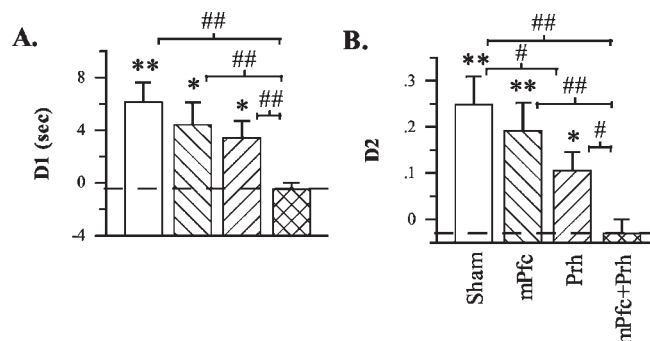 A.
##
##
##
**
*
*
D1 (sec)
8
4
0
-4
B.
##
#
##
#
**
**
*
D2
.3
.2
.1
0
Sham
mPfc
Prh
mPfc+Prh